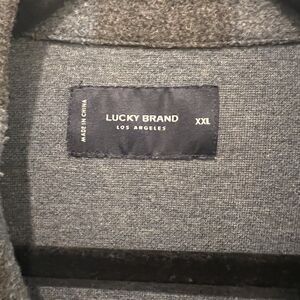 MADE IN CHINA
LUCKY BRAND
LOS ANGELES
XXL